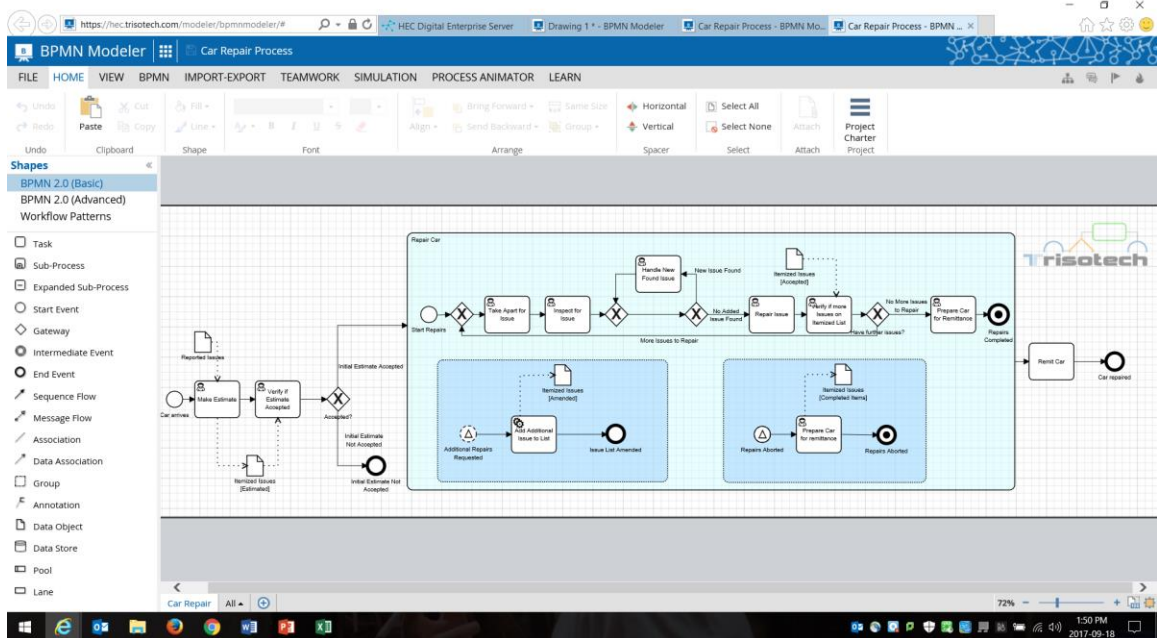 https://hec.trisotech.com/modeler/bpmnmodeler/#
HEC Digital Enterprise Server
Drawing 1 * - BPMN Modeler
Car Repair Process - BPMN Mo...
Car Repair Process - BPMN ...
BPMN Modeler
Car Repair Process
FILE HOME VIEW BPMN IMPORT-EXPORT TEAMWORK SIMULATION PROCESS ANIMATOR LEARN
Undo
Redo
Undo
Paste
Cut
Copy
Clipboard
Fill
Line
Shape
B I U S
Font
Align
Bring Forward
Send Backward
Same Size
Group
Arrange
Horizontal
Vertical
Spacer
Select All
Select None
Select
Attach
Attach
Project
Charter
Project
Shapes
BPMN 2.0 (Basic)
BPMN 2.0 (Advanced)
Workflow Patterns
Task
Sub-Process
Expanded Sub-Process
Start Event
Gateway
Intermediate Event
End Event
Sequence Flow
Message Flow
Association
Data Association
Group
Annotation
Data Object
Data Store
Pool
Lane
Car arrives
Reported Issues
Make Estimate
Verify if
Estimate
Accepted
Itemized Issues
[Estimated]
Accepted?
Initial Estimate Accepted
Initial Estimate
Not Accepted
Initial Estimate Not
Accepted
Repair Car
Start Repairs
Take Apart for
Issue
Inspect for
Issue
Handle New
Found Issue
New Issue Found
No Added
Issue Found
Repair Issue
Itemized Issues
[Accepted]
Verify if more
Issues on
Itemized List
Have further issues?
No More Issues
to Repair
More Issues to Repair
Prepare Car
for Remittance
Repairs
Completed
Additional Repairs
Requested
Add Additional
Issue to List
Itemized Issues
[Amended]
Issue List Amended
Repairs Aborted
Prepare Car
for remittance
Itemized Issues
[Completed Items]
Repairs Aborted
Remit Car
Car repaired
Trisotech
Car Repair
All
72%
1:50 PM
2017-09-18